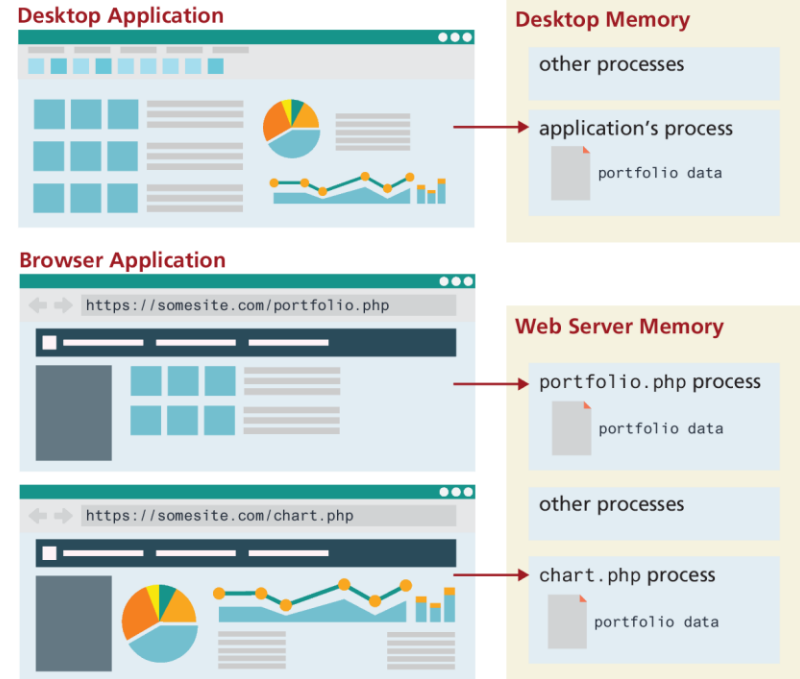 Desktop Application
Desktop Memory
other processes
application's process
portfolio data
Browser Application
https://somesite.com/portfolio.php
Web Server Memory
portfolio.php process
portfolio data
other processes
https://somesite.com/chart.php
chart.php process
portfolio data